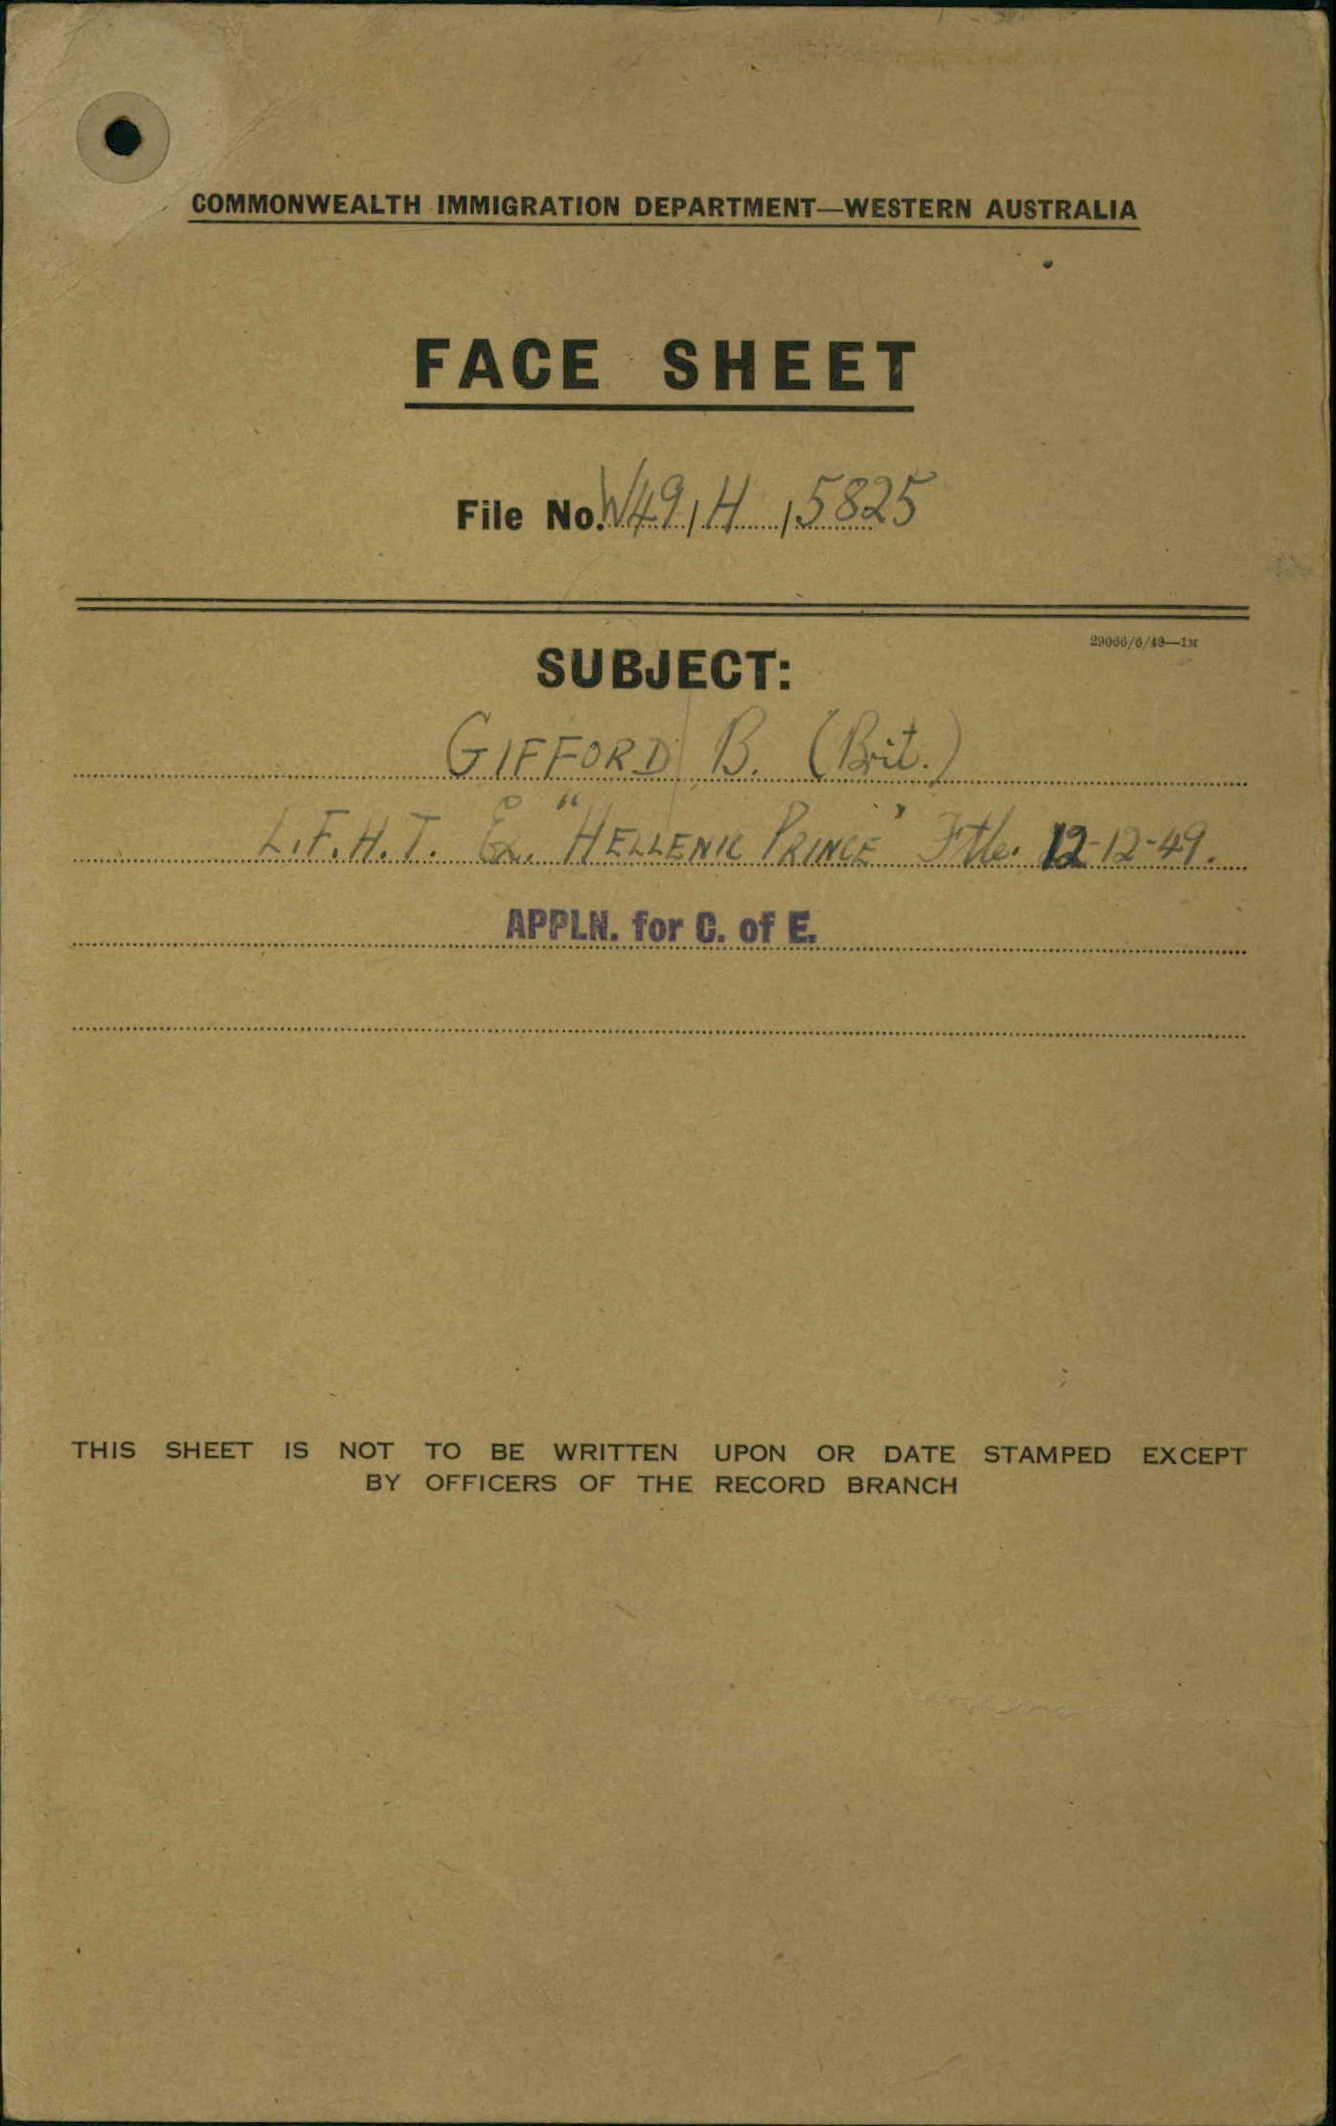 COMMONWEALTH IMMIGRATION DEPARTMENT—WESTERN AUSTRALIA
FACE SHEET
File No. W49/H/5825
29066/6/49—1M
SUBJECT:
GIFFORD B. (Brit.)
L.F.H.T. Ex. "HELLENIC PRINCE" Ftle. 12-12-49.
APPLN. for C. of E.
THIS SHEET IS NOT TO BE WRITTEN UPON OR DATE STAMPED EXCEPT
BY OFFICERS OF THE RECORD BRANCH